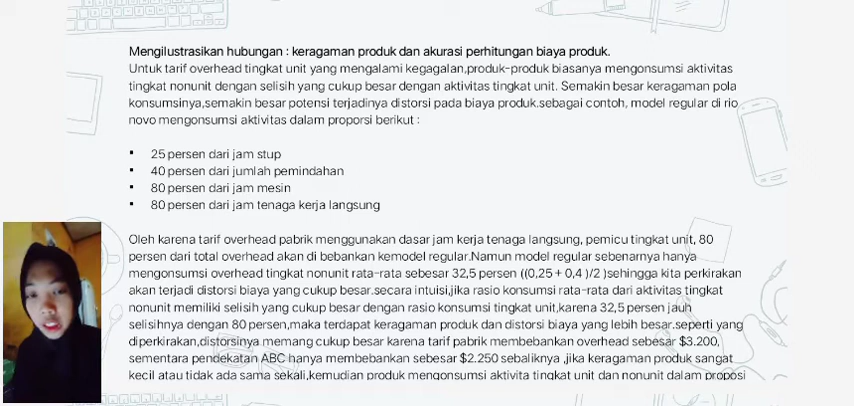 Mengilustrasikan hubungan : keragaman produk dan akurasi perhitungan biaya produk.
Untuk tarif overhead tingkat unit yang mengalami kegagalan,produk-produk biasanya mengonsumsi aktivitas
tingkat nonunit dengan selisih yang cukup besar dengan aktivitas tingkat unit. Semakin besar keragaman pola
konsumsinya,semakin besar potensi terjadinya distorsi pada biaya produk.sebagai contoh, model regular di rio
novo mengonsumsi aktivitas dalam proporsi berikut :
▪ 25 persen dari jam stup
▪ 40 persen dari jumlah pemindahan
▪ 80 persen dari jam mesin
▪ 80 persen dari jam tenaga kerja langsung
Oleh karena tarif overhead pabrik menggunakan dasar jam kerja tenaga langsung, pemicu tingkat unit, 80
persen dari total overhead akan di bebankan kemodel regular.Namun model regular sebenarnya hanya
mengonsumsi overhead tingkat nonunit rata-rata sebesar 32,5 persen ((0,25 + 0,4 )/2 )sehingga kita perkirakan
akan terjadi distorsi biaya yang cukup besar.secara intuisi,jika rasio konsumsi rata-rata dari aktivitas tingkat
nonunit memiliki selisih yang cukup besar dengan rasio konsumsi tingkat unit,karena 32,5 persen jauh
selisihnya dengan 80 persen,maka terdapat keragaman produk dan distorsi biaya yang lebih besar.seperti yang
diperkirakan,distorsinya memang cukup besar karena tarif pabrik membebankan overhead sebesar $3.200,
sementara pendekatan ABC hanya membebankan sebesar $2.250 sebaliknya ,jika keragaman produk sangat
kecil atau tidak ada sama sekali,kemudian produk mengonsumsi aktivita tingkat unit dan nonunit dalam proposi